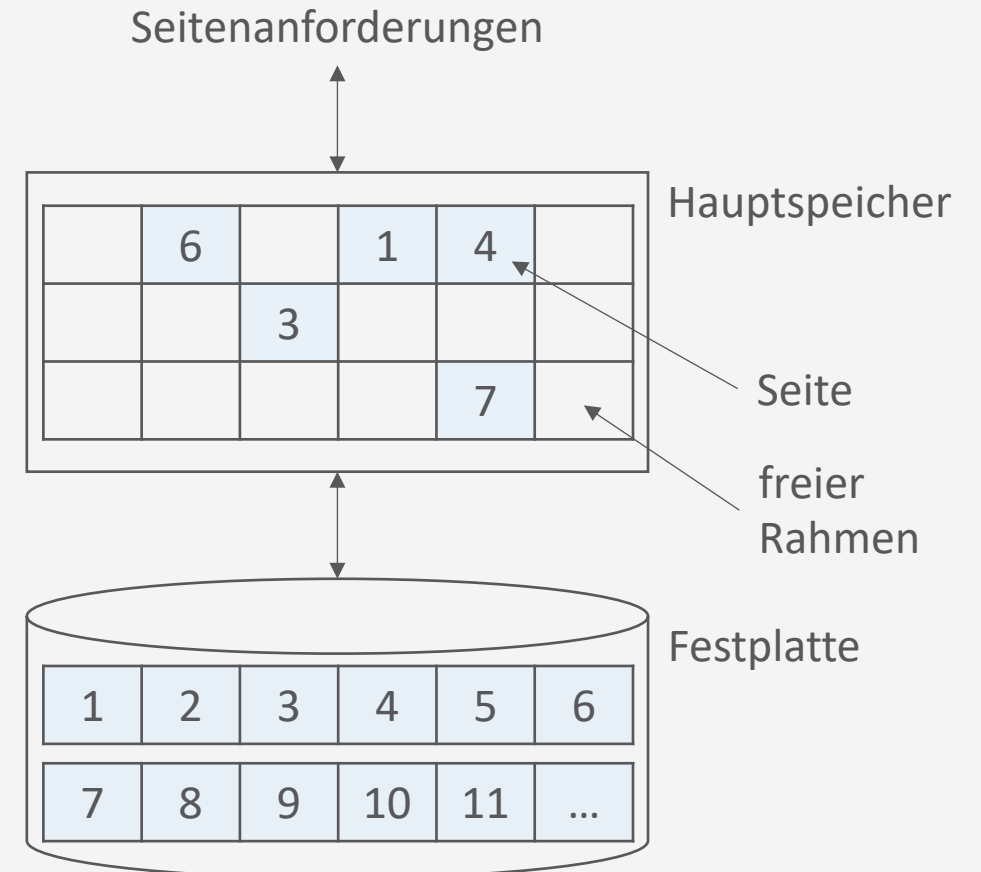 Seitenanforderungen
Hauptspeicher
6 1 4
3
7
Seite
freier
Rahmen
Festplatte
1 2 3 4 5 6
7 8 9 10 11 ...